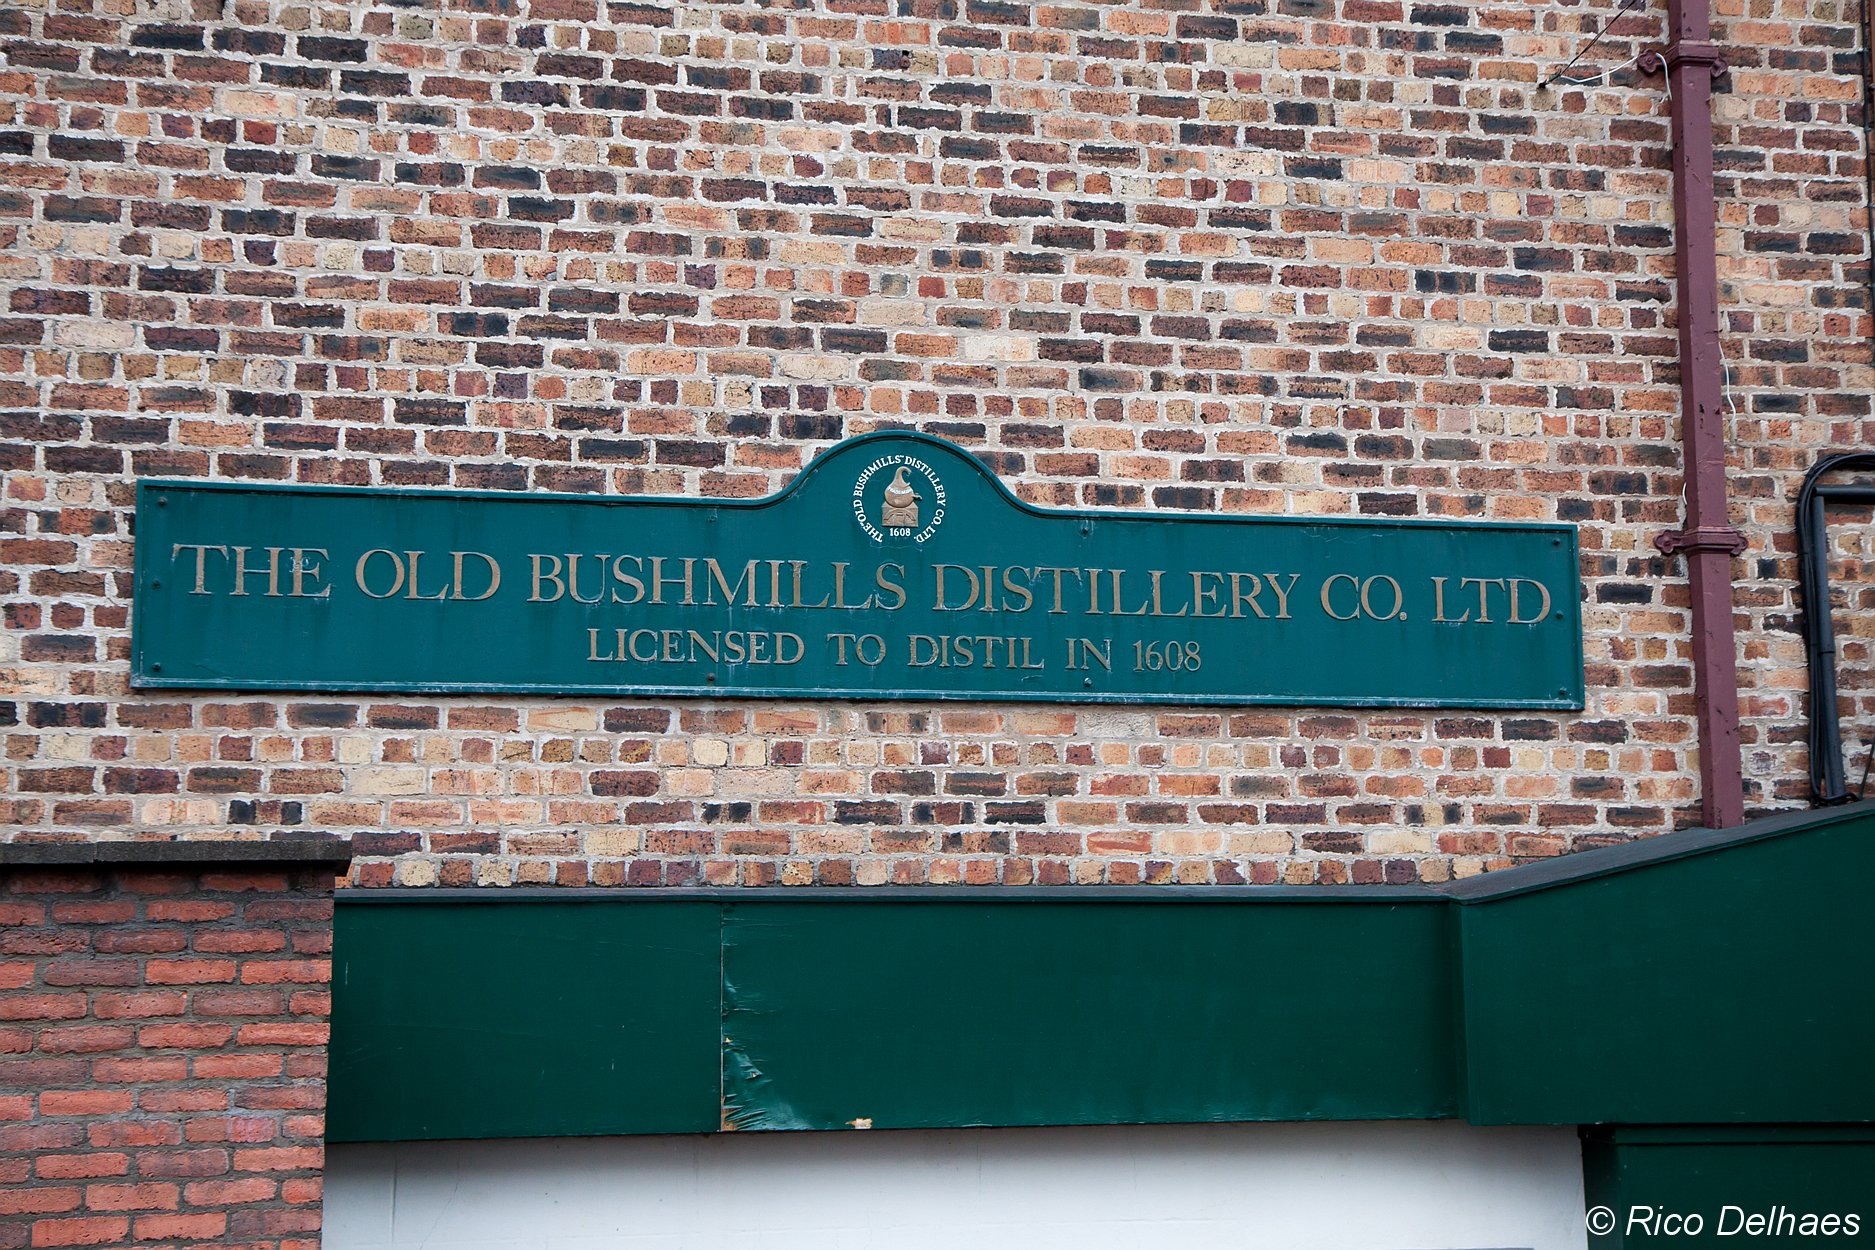 THE "OLD BUSHMILLS" DISTILLERY CO. LTD.
1608
THE OLD BUSHMILLS DISTILLERY CO. LTD
LICENSED TO DISTIL IN 1608
© Rico Delhaes